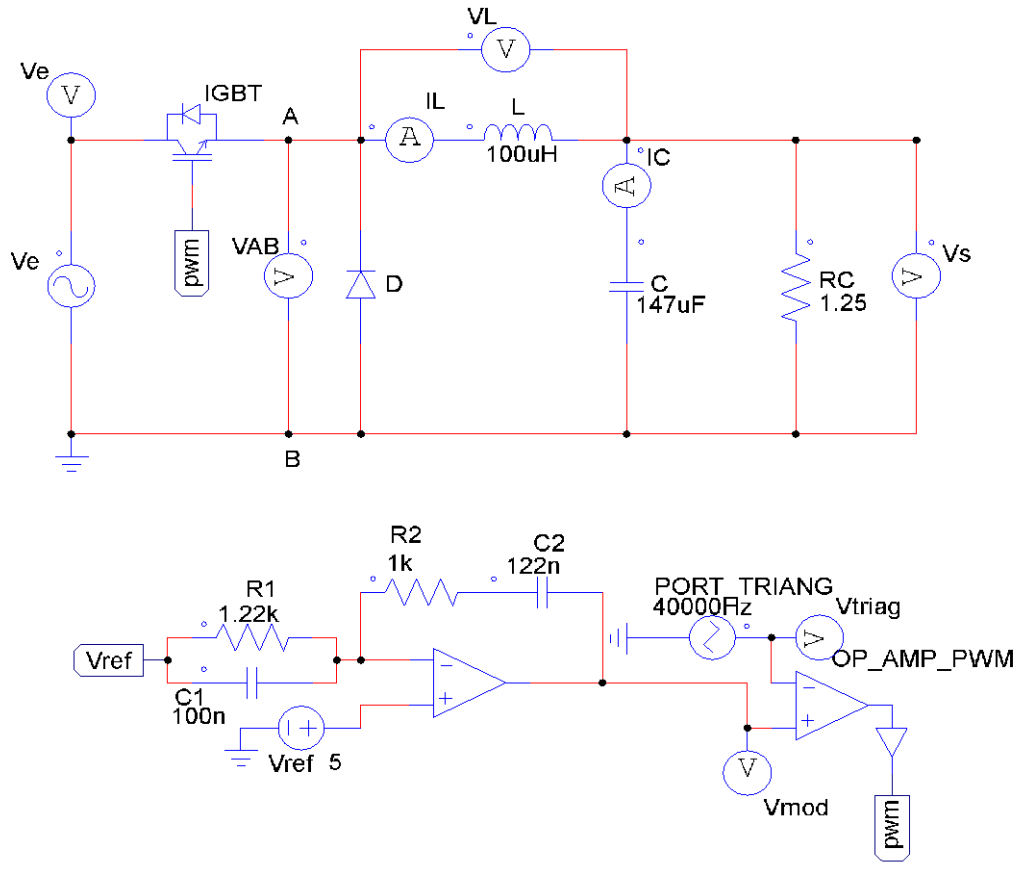 VL
Ve
V
V
IGBT
A
IL
L
A
100uH
IC
A
pwm
Ve
VAB
V
D
C
147uF
RC
1.25
Vs
V
B
R2
1k
C2
122n
PORT_TRIANG
40000Hz
Vtriag
V
R1
1.22k
Vref
OP_AMP_PWM
C1
100n
Vref 5
V
Vmod
pwm